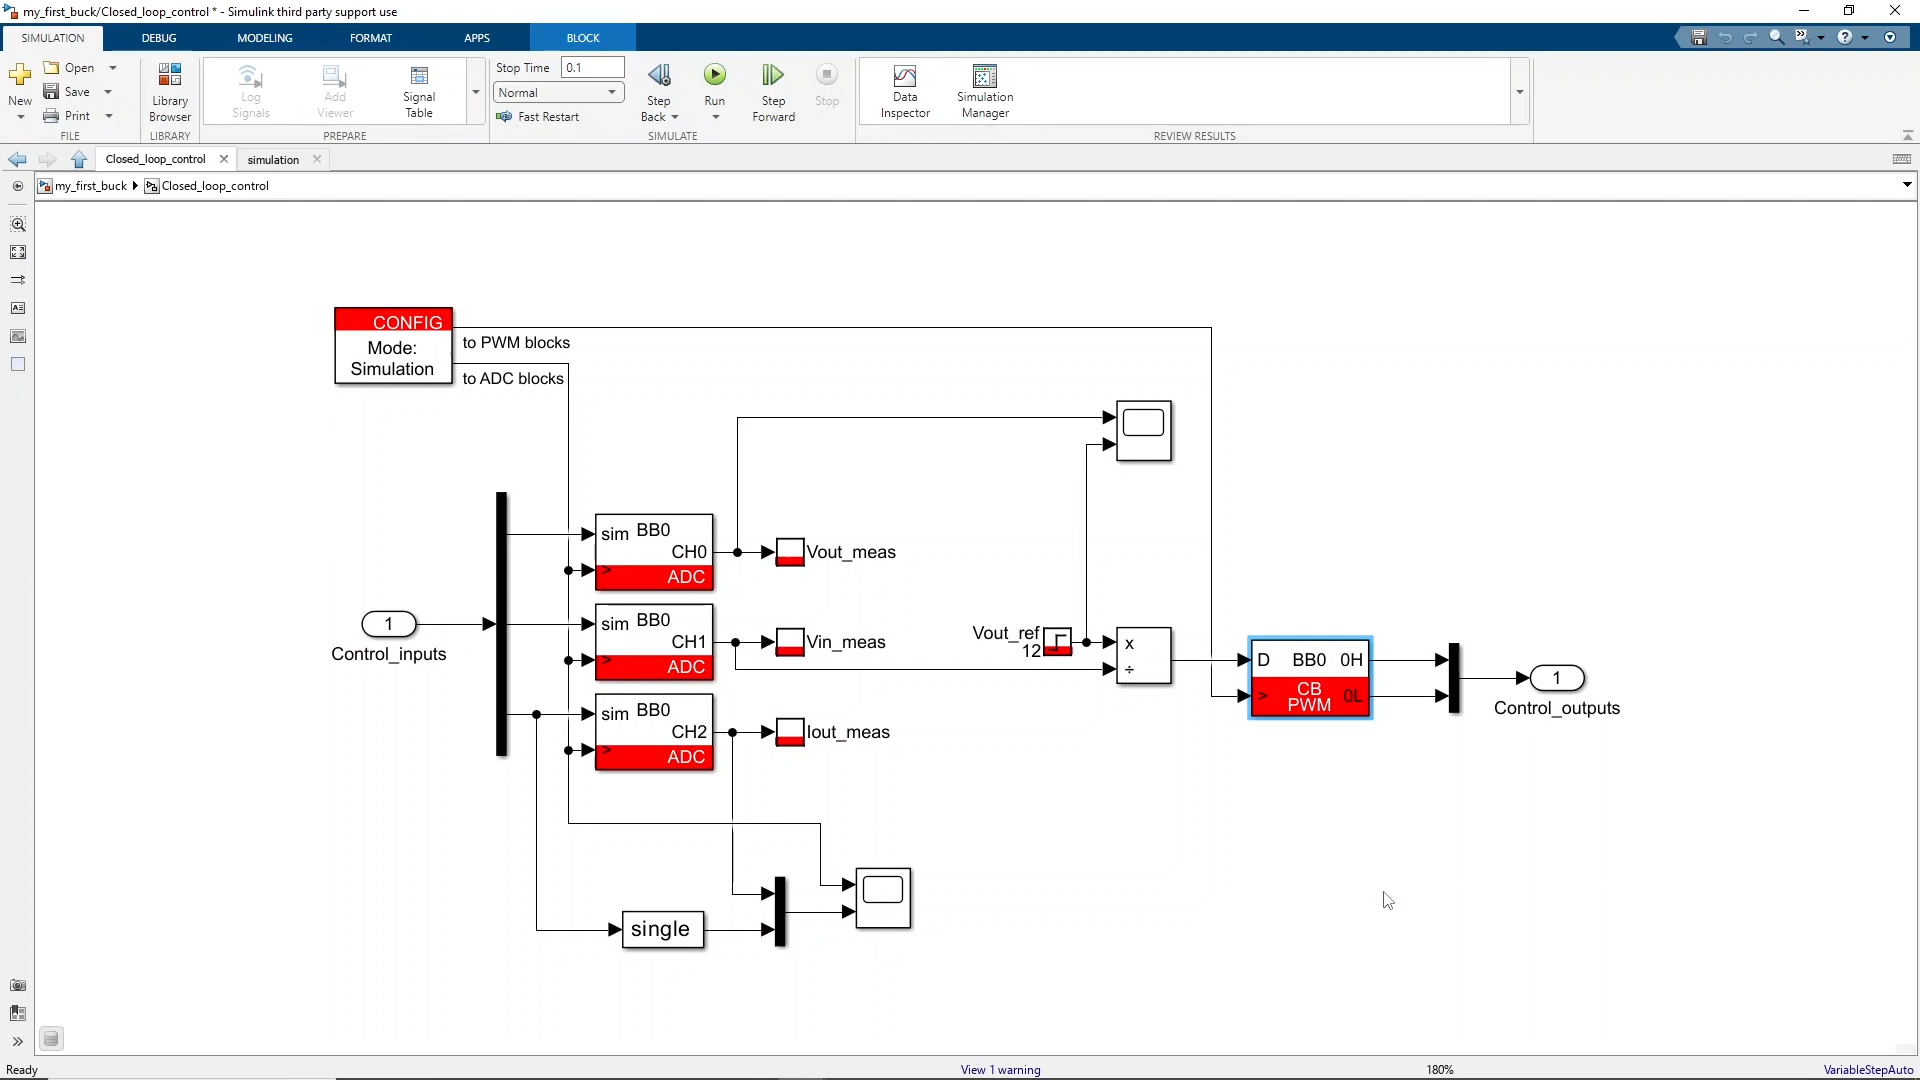 my_first_buck/Closed_loop_control * - Simulink third party support use
SIMULATION
DEBUG
MODELING
FORMAT
APPS
BLOCK
New
Open
Save
Print
FILE
Library
Browser
LIBRARY
Log
Signals
Add
Viewer
Signal
Table
PREPARE
Stop Time 0.1
Normal
Fast Restart
Step
Back
Run
Step
Forward
Stop
SIMULATE
Data
Inspector
Simulation
Manager
REVIEW RESULTS
Closed_loop_control
simulation
my_first_buck Closed_loop_control
CONFIG
Mode:
Simulation
to PWM blocks
to ADC blocks
sim BB0
CH0
> ADC
Vout_meas
1
Control_inputs
sim BB0
CH1
> ADC
Vin_meas
Vout_ref
12
x
÷
D BB0 0H
> CB
PWM 0L
1
Control_outputs
sim BB0
CH2
> ADC
Iout_meas
single
Ready
View 1 warning
180%
VariableStepAuto